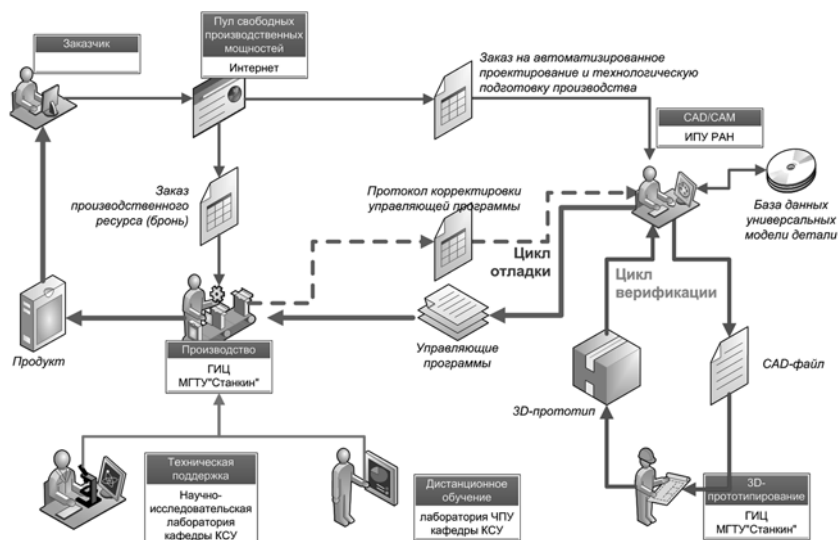 Заказчик
Пул свободных
производственных
мощностей
Интернет
Заказ на автоматизированное
проектирование и технологическую
подготовку производства
CAD/CAM
ИПУ РАН
База данных
универсальных
модели детали
Заказ
производственного
ресурса (бронь)
Протокол корректировки
управляющей программы
Цикл
отладки
Цикл
верификации
Продукт
Производство
ГИЦ
МГТУ"Станкин"
Управляющие
программы
3D-прототип
CAD-файл
Техническая
поддержка
Научно-
исследовательская
лаборатория
кафедры КСУ
Дистанционное
обучение
лаборатория ЧПУ
кафедры КСУ
3D-
прототипирование
ГИЦ
МГТУ"Станкин"